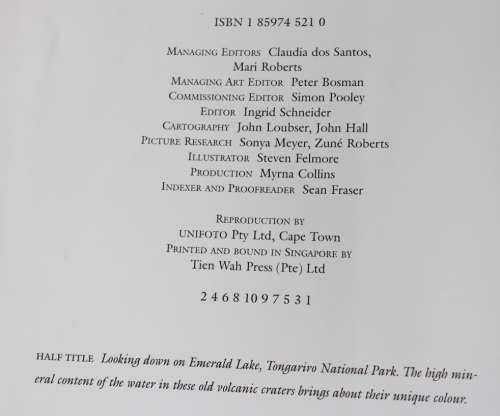 ISBN 1 85974 521 0
MANAGING EDITORS Claudia dos Santos,
Mari Roberts
MANAGING ART EDITOR Peter Bosman
COMMISSIONING EDITOR Simon Pooley
EDITOR Ingrid Schneider
CARTOGRAPHY John Loubser, John Hall
PICTURE RESEARCH Sonya Meyer, Zuné Roberts
ILLUSTRATOR Steven Felmore
PRODUCTION Myrna Collins
INDEXER AND PROOFREADER Sean Fraser
REPRODUCTION BY
UNIFOTO Pty Ltd, Cape Town
PRINTED AND BOUND IN SINGAPORE BY
Tien Wah Press (Pte) Ltd
2 4 6 8 10 9 7 5 3 1
HALF TITLE Looking down on Emerald Lake, Tongariro National Park. The high min-
eral content of the water in these old volcanic craters brings about their unique colour.